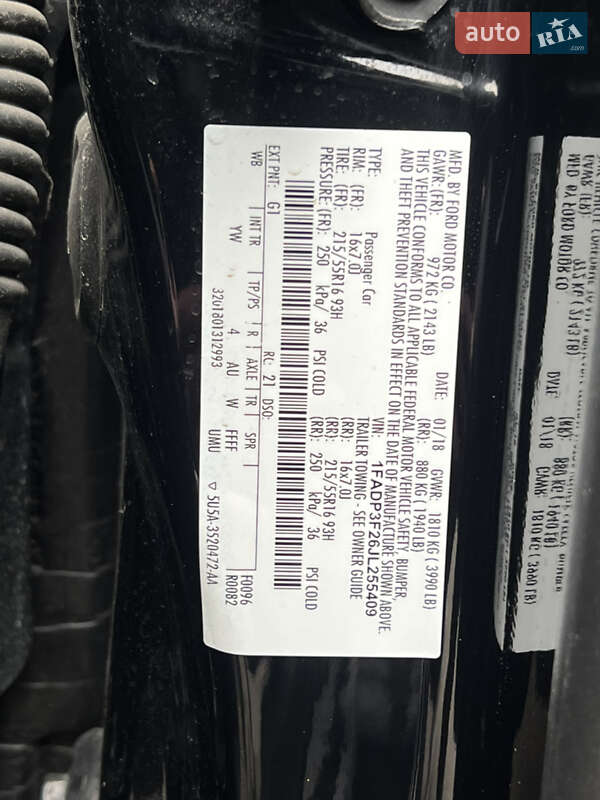 auto RIA .com
MFD. BY FORD MOTOR CO.
DATE: 01/18 GVWR: 1810 KG ( 3990 LB)
GAWR: (FR): 972 KG ( 2143 LB) (RR): 880 KG ( 1940 LB)
THIS VEHICLE CONFORMS TO ALL APPLICABLE FEDERAL MOTOR VEHICLE SAFETY, BUMPER,
AND THEFT PREVENTION STANDARDS IN EFFECT ON THE DATE OF MANUFACTURE SHOWN ABOVE.
VIN: 1FADP3F26JL255409
TYPE: Passenger Car TRAILER TOWING - SEE OWNER GUIDE
RIM: (FR): 16x7.0J (RR): 16x7.0J
TIRE: (FR): 215/55R16 93H (RR): 215/55R16 93H
PRESSURE: (FR): 250 kPa/ 36 PSI COLD (RR): 250 kPa/ 36 PSI COLD
EXT PNT: G1 RC: 21 DSO: F0096
WB INT TR TP/PS R AXLE TR SPR R0082
YW 4 AU W FFFF UMU
3201801312993 ▽ 5U5A-3520472-AA